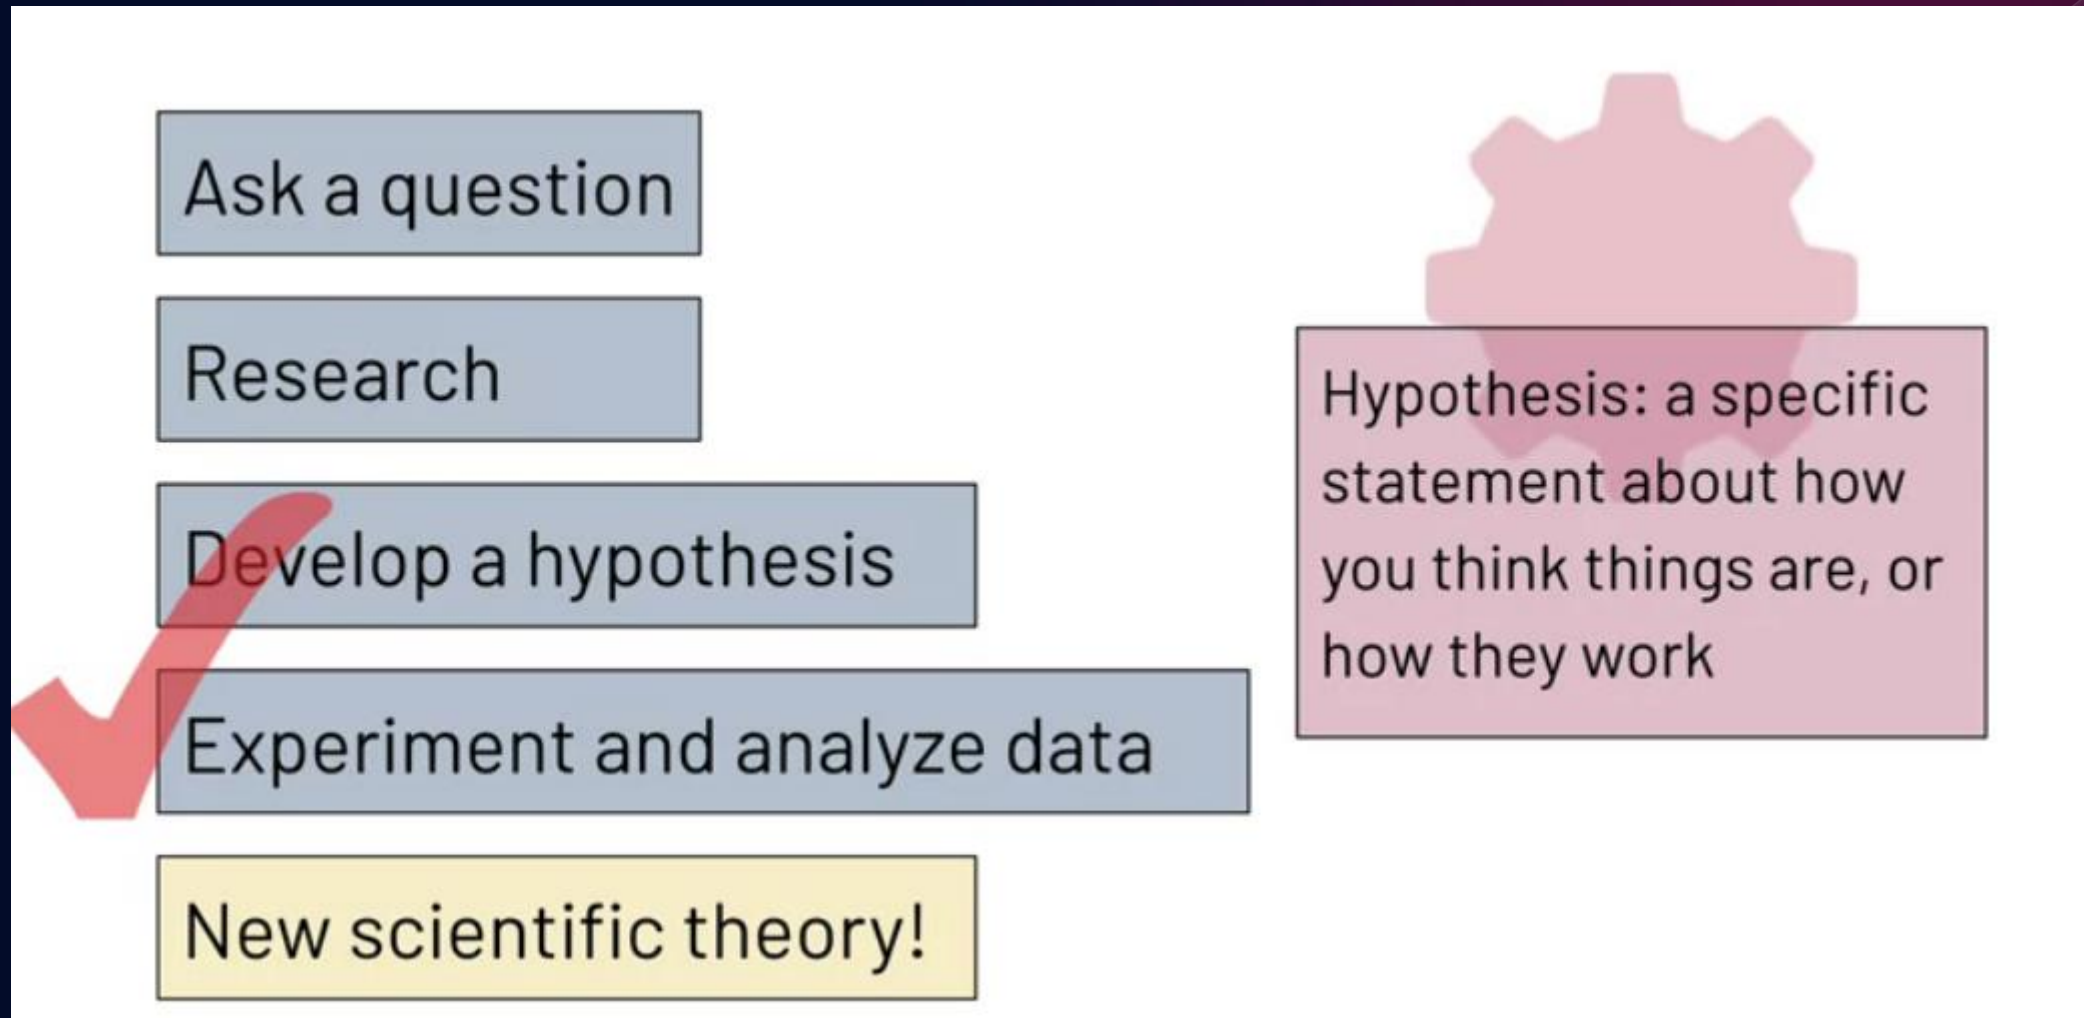 Ask a question
Research
Develop a hypothesis
Experiment and analyze data
New scientific theory!
Hypothesis: a specific
statement about how
you think things are, or
how they work